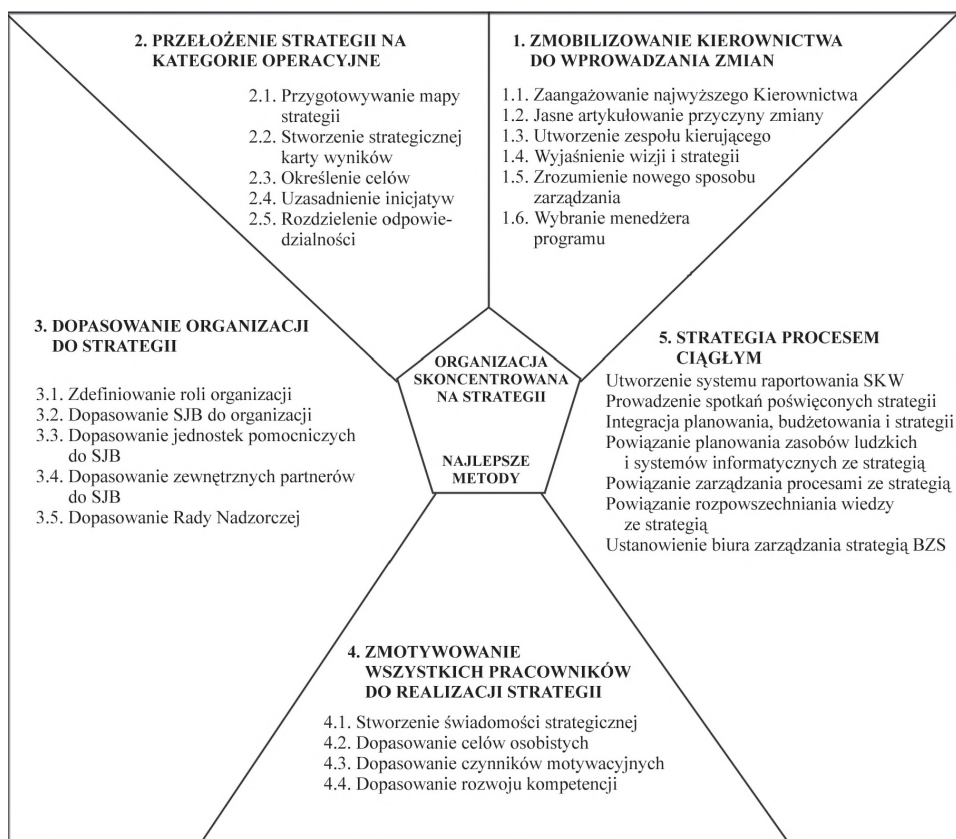 2. PRZEŁOŻENIE STRATEGII NA
KATEGORIE OPERACYJNE
2.1. Przygotowywanie mapy
strategii
2.2. Stworzenie strategicznej
karty wyników
2.3. Określenie celów
2.4. Uzasadnienie inicjatyw
2.5. Rozdzielenie odpowie-
dzialności
1. ZMOBILIZOWANIE KIEROWNICTWA
DO WPROWADZANIA ZMIAN
1.1. Zaangażowanie najwyższego Kierownictwa
1.2. Jasne artykułowanie przyczyny zmiany
1.3. Utworzenie zespołu kierującego
1.4. Wyjaśnienie wizji i strategii
1.5. Zrozumienie nowego sposobu
zarządzania
1.6. Wybranie menedżera
programu
3. DOPASOWANIE ORGANIZACJI
DO STRATEGII
3.1. Zdefiniowanie roli organizacji
3.2. Dopasowanie SJB do organizacji
3.3. Dopasowanie jednostek pomocniczych
do SJB
3.4. Dopasowanie zewnętrznych partnerów
do SJB
3.5. Dopasowanie Rady Nadzorczej
ORGANIZACJA
SKONCENTROWANA
NA STRATEGII
NAJLEPSZE
METODY
5. STRATEGIA PROCESEM
CIĄGŁYM
Utworzenie systemu raportowania SKW
Prowadzenie spotkań poświęconych strategii
Integracja planowania, budżetowania i strategii
Powiązanie planowania zasobów ludzkich
i systemów informatycznych ze strategią
Powiązanie zarządzania procesami ze strategią
Powiązanie rozpowszechniania wiedzy
ze strategią
Ustanowienie biura zarządzania strategią BZS
4. ZMOTYWOWANIE
WSZYSTKICH PRACOWNIKÓW
DO REALIZACJI STRATEGII
4.1. Stworzenie świadomości strategicznej
4.2. Dopasowanie celów osobistych
4.3. Dopasowanie czynników motywacyjnych
4.4. Dopasowanie rozwoju kompetencji